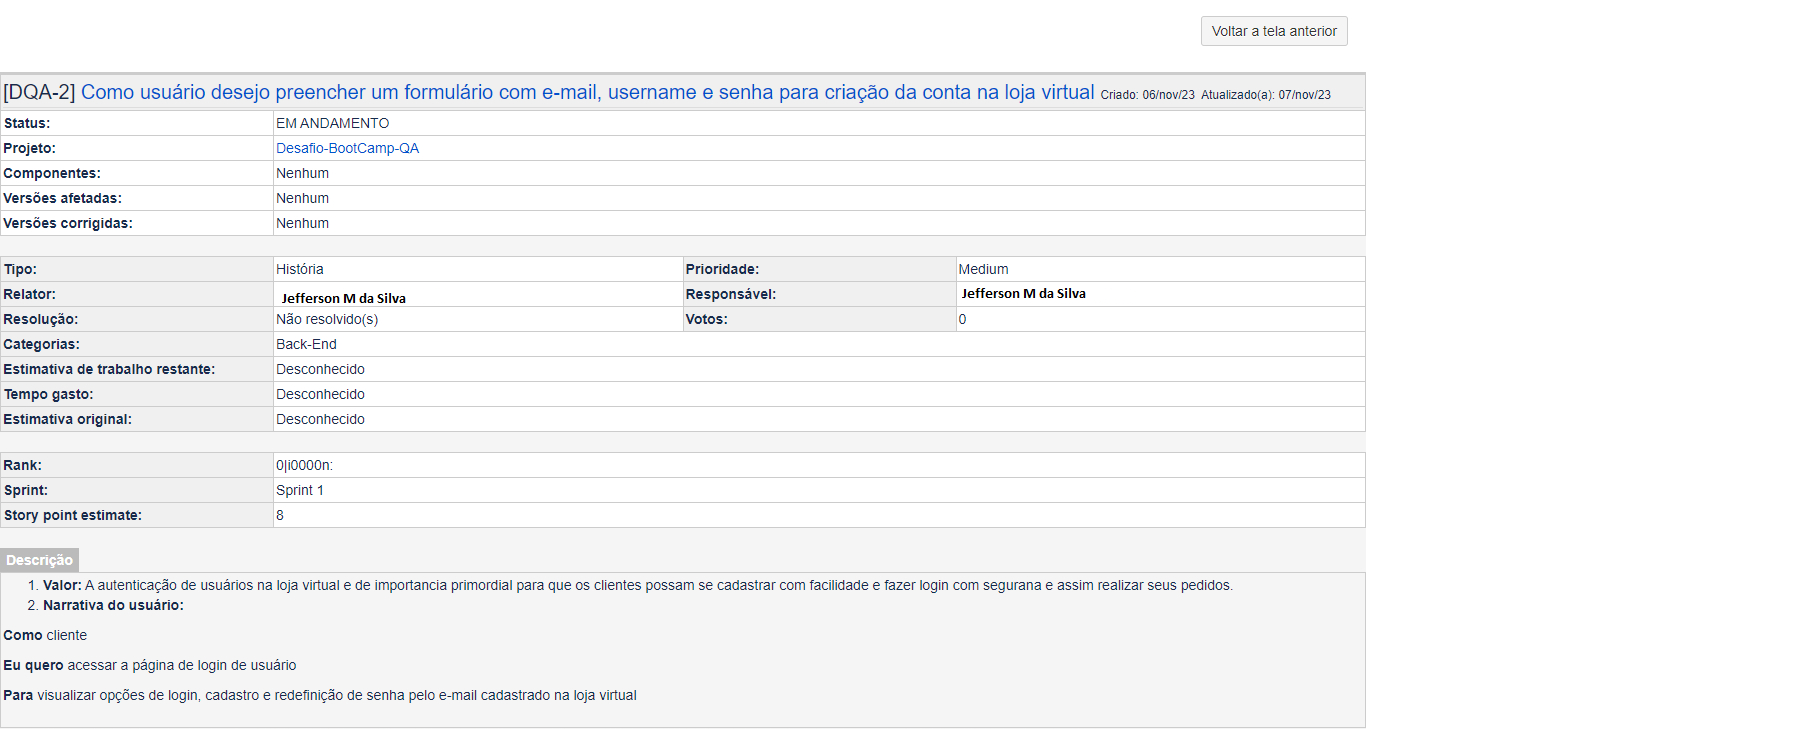 Voltar a tela anterior
[DQA-2] Como usuário desejo preencher um formulário com e-mail, username e senha para criação da conta na loja virtual Criado: 06/nov/23 Atualizado(a): 07/nov/23
Status: EM ANDAMENTO
Projeto: Desafio-BootCamp-QA
Componentes: Nenhum
Versões afetadas: Nenhum
Versões corrigidas: Nenhum
Tipo: História Prioridade: Medium
Relator: Jefferson M da Silva Responsável: Jefferson M da Silva
Resolução: Não resolvido(s) Votos: 0
Categorias: Back-End
Estimativa de trabalho restante: Desconhecido
Tempo gasto: Desconhecido
Estimativa original: Desconhecido
Rank: 0|i0000n:
Sprint: Sprint 1
Story point estimate: 8
Descrição
1. Valor: A autenticação de usuários na loja virtual e de importancia primordial para que os clientes possam se cadastrar com facilidade e fazer login com segurana e assim realizar seus pedidos.
2. Narrativa do usuário:
Como cliente
Eu quero acessar a página de login de usuário
Para visualizar opções de login, cadastro e redefinição de senha pelo e-mail cadastrado na loja virtual